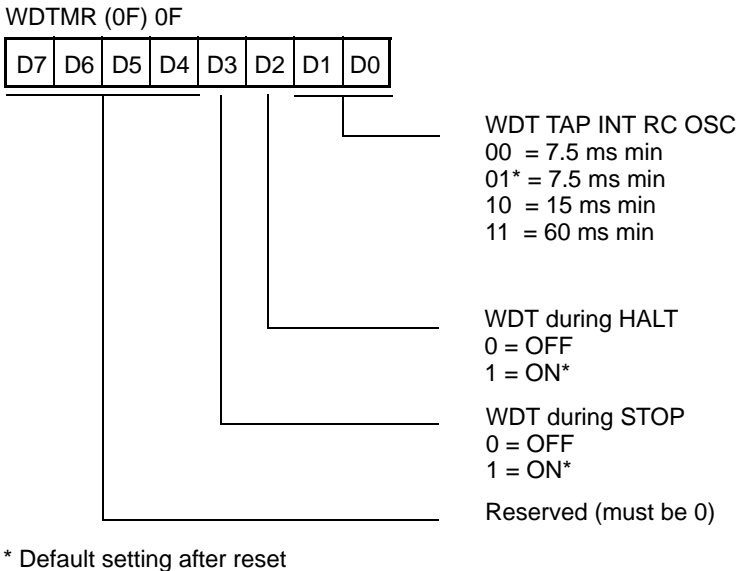 WDTMR (0F) 0F
D7 D6 D5 D4 D3 D2 D1 D0
WDT TAP INT RC OSC
00 = 7.5 ms min
01* = 7.5 ms min
10 = 15 ms min
11 = 60 ms min
WDT during HALT
0 = OFF
1 = ON*
WDT during STOP
0 = OFF
1 = ON*
Reserved (must be 0)
* Default setting after reset